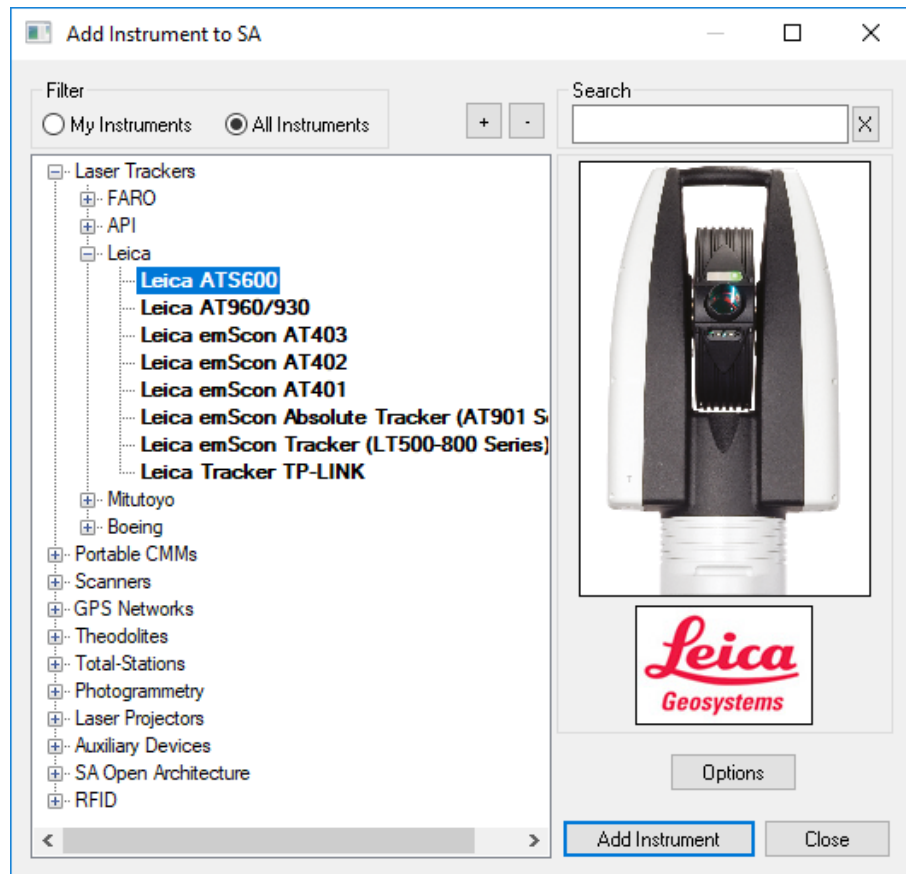 Add Instrument to SA
Filter
My Instruments
All Instruments
+
-
Search
X
Laser Trackers
FARO
API
Leica
Leica ATS600
Leica AT960/930
Leica emScon AT403
Leica emScon AT402
Leica emScon AT401
Leica emScon Absolute Tracker (AT901 S
Leica emScon Tracker (LT500-800 Series)
Leica Tracker TP-LINK
Mitutoyo
Boeing
Portable CMMs
Scanners
GPS Networks
Theodolites
Total-Stations
Photogrammetry
Laser Projectors
Auxiliary Devices
SA Open Architecture
RFID
Leica
Geosystems
Options
Add Instrument
Close